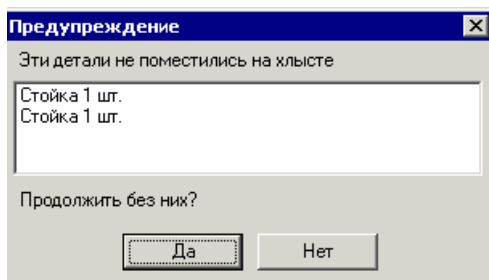 Предупреждение
Эти детали не поместились на хлысте
Стойка 1 шт.
Стойка 1 шт.
Продолжить без них?
Да
Нет